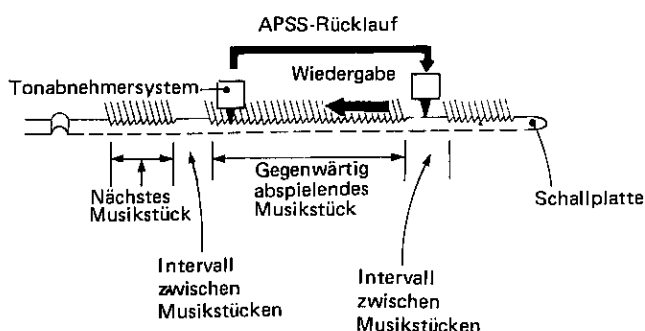 APSS-Rücklauf
Tonabnehmersystem
Wiedergabe
Nächstes
Musikstück
Gegenwärtig
abspielendes
Musikstück
Schallplatte
Intervall
zwischen
Musikstücken
Intervall
zwischen
Musikstücken